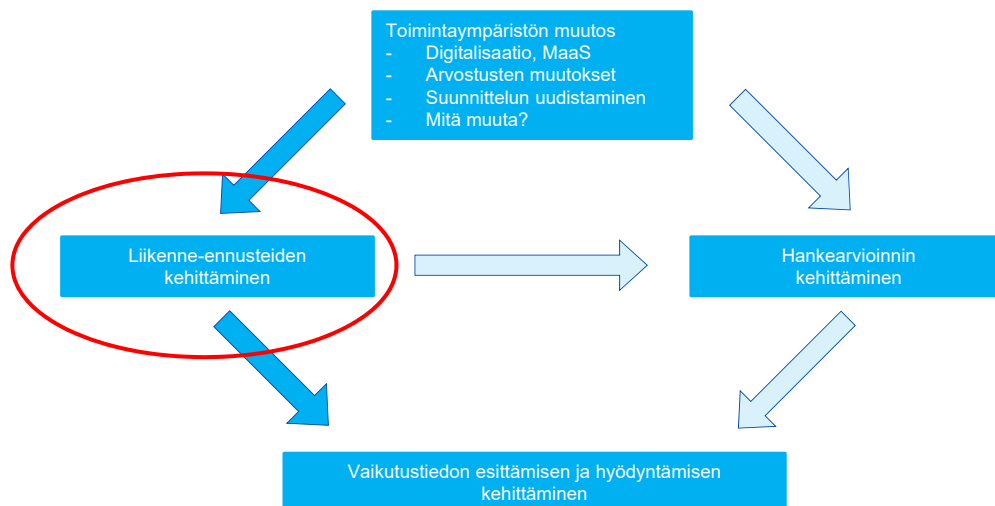 Toimintaympäristön muutos
- Digitalisaatio, MaaS
- Arvostusten muutokset
- Suunnittelun uudistaminen
- Mitä muuta?
Liikenne-ennusteiden
kehittäminen
Hankearvioinnin
kehittäminen
Vaikutustiedon esittämisen ja hyödyntämisen
kehittäminen